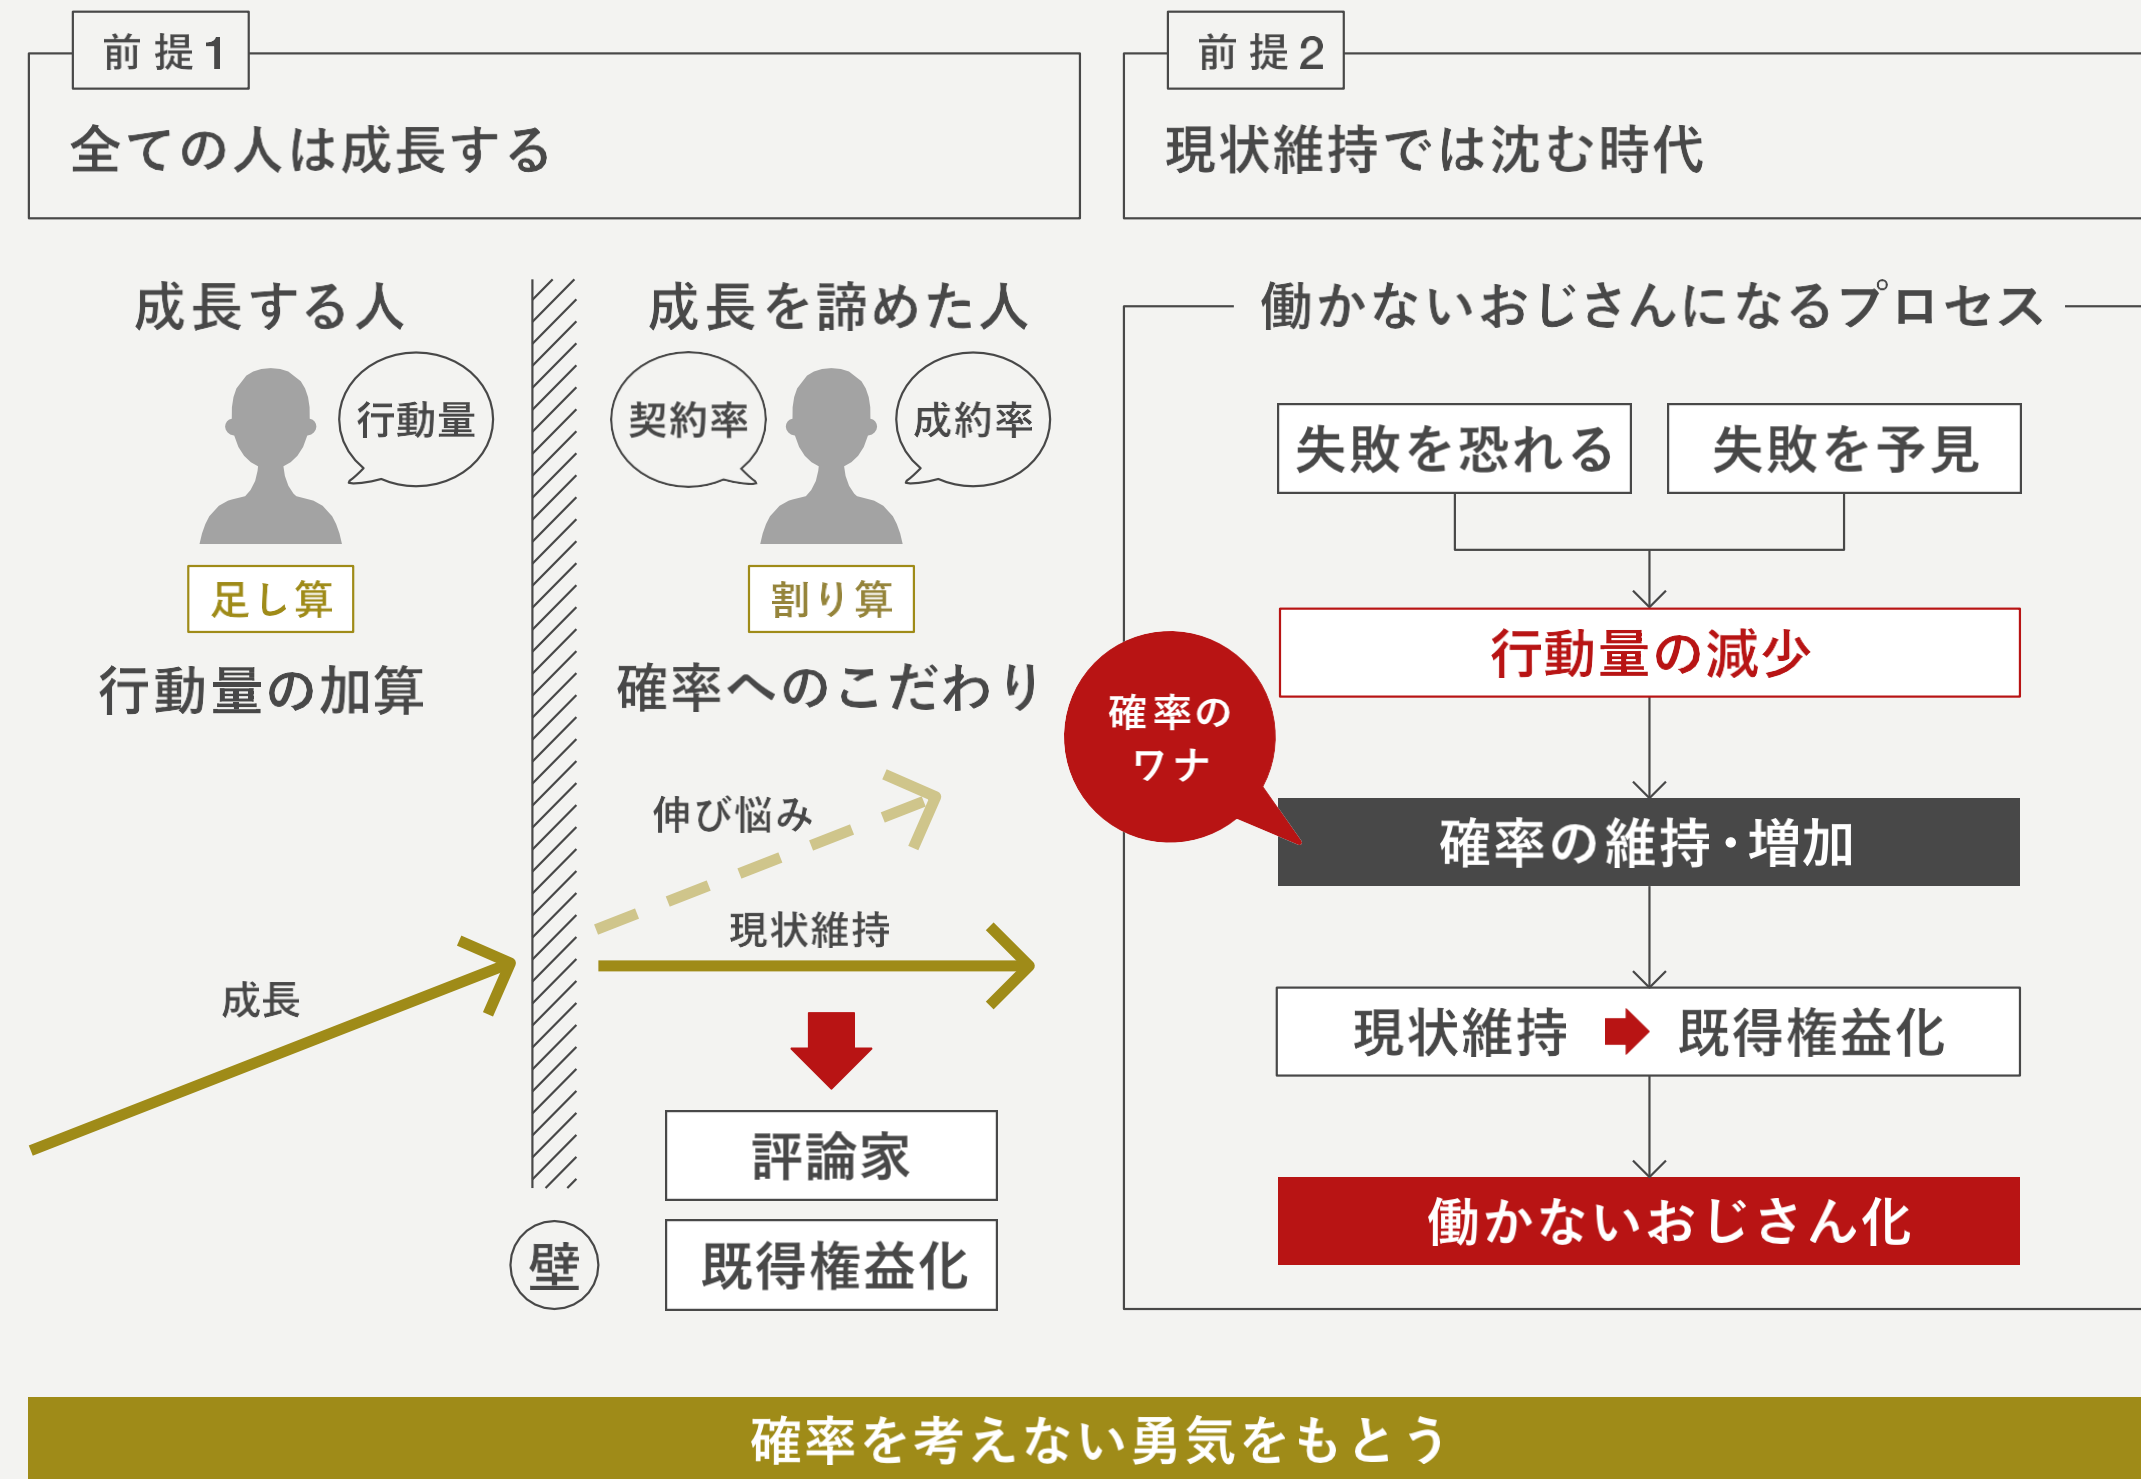 前提1
全ての人は成長する
成長する人
行動量
足し算
行動量の加算
成長
壁
成長を諦めた人
契約率
成約率
割り算
確率へのこだわり
伸び悩み
現状維持
評論家
既得権益化
前提2
現状維持では沈む時代
働かないおじさんになるプロセス
失敗を恐れる
失敗を予見
行動量の減少
確率の
ワナ
確率の維持・増加
現状維持 既得権益化
働かないおじさん化
確率を考えない勇気をもとう